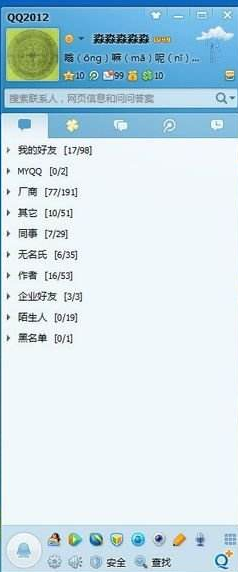 QQ2012
淼淼淼淼淼
唵（ōng）嘛（mā）呢（nī）...
10 99 10
搜索联系人，网页信息和问问答案
我的好友 [17/98]
MYQQ [0/2]
厂商 [77/191]
其它 [10/51]
同事 [7/29]
无名氏 [6/35]
作者 [16/53]
企业好友 [3/3]
陌生人 [0/19]
黑名单 [0/1]
安全 查找